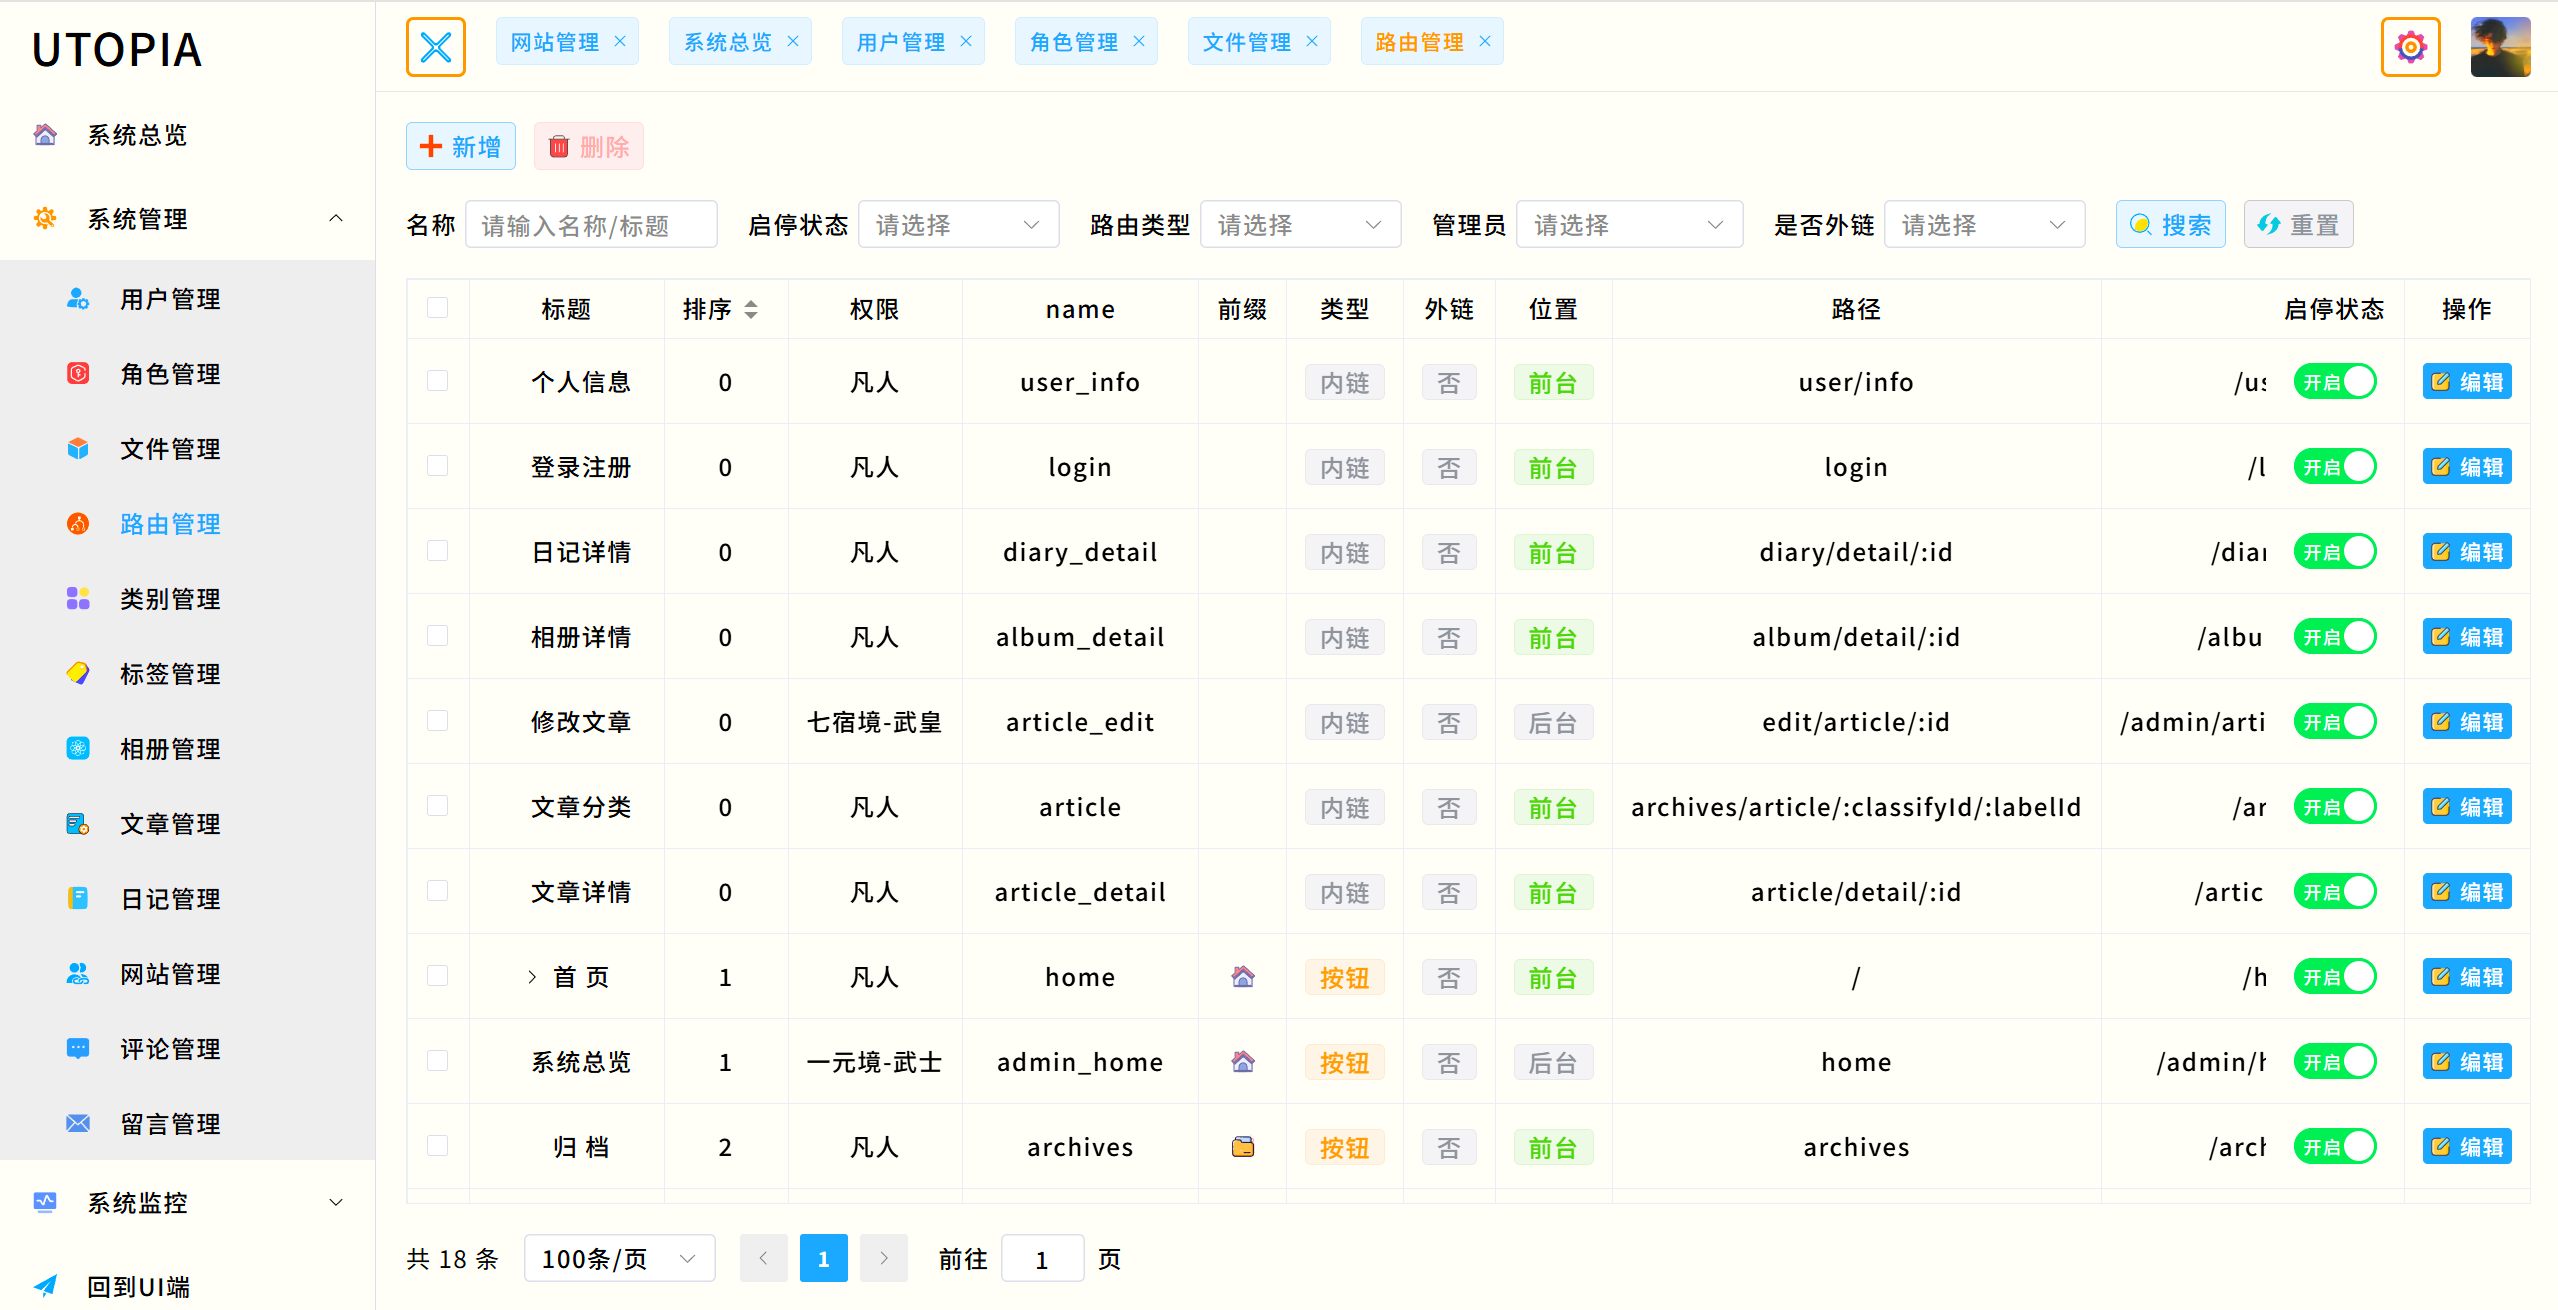 UTOPIA
系统总览
系统管理
用户管理
角色管理
文件管理
路由管理
类别管理
标签管理
相册管理
文章管理
日记管理
网站管理
评论管理
留言管理
系统监控
回到UI端
网站管理 系统总览 用户管理 角色管理 文件管理 路由管理
新增 删除
名称 请输入名称/标题 启停状态 请选择 路由类型 请选择 管理员 请选择 是否外链 请选择 搜索 重置
标题 排序 权限 name 前缀 类型 外链 位置 路径 启停状态 操作
个人信息 0 凡人 user_info 内链 否 前台 user/info /us 开启 编辑
登录注册 0 凡人 login 内链 否 前台 login /l 开启 编辑
日记详情 0 凡人 diary_detail 内链 否 前台 diary/detail/:id /diar 开启 编辑
相册详情 0 凡人 album_detail 内链 否 前台 album/detail/:id /albu 开启 编辑
修改文章 0 七宿境-武皇 article_edit 内链 否 后台 edit/article/:id /admin/arti 开启 编辑
文章分类 0 凡人 article 内链 否 前台 archives/article/:classifyId/:labelId /ar 开启 编辑
文章详情 0 凡人 article_detail 内链 否 前台 article/detail/:id /artic 开启 编辑
首 页 1 凡人 home 按钮 否 前台 / /h 开启 编辑
系统总览 1 一元境-武士 admin_home 按钮 否 后台 home /admin/h 开启 编辑
归 档 2 凡人 archives 按钮 否 前台 archives /arch 开启 编辑
共 18 条 100条/页 1 前往 1 页